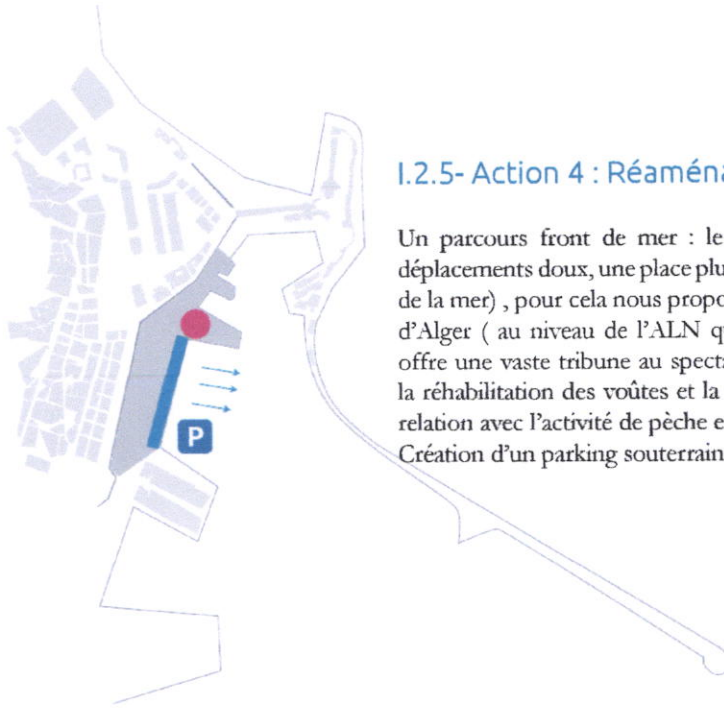 I.2.5- Action 4 : Réaména
Un parcours front de mer : le
déplacements doux, une place plu
de la mer) , pour cela nous propo
d'Alger ( au niveau de l'ALN q
offre une vaste tribune au specta
la réhabilitation des voûtes et la
relation avec l'activité de pèche e
Création d'un parking souterrain
P